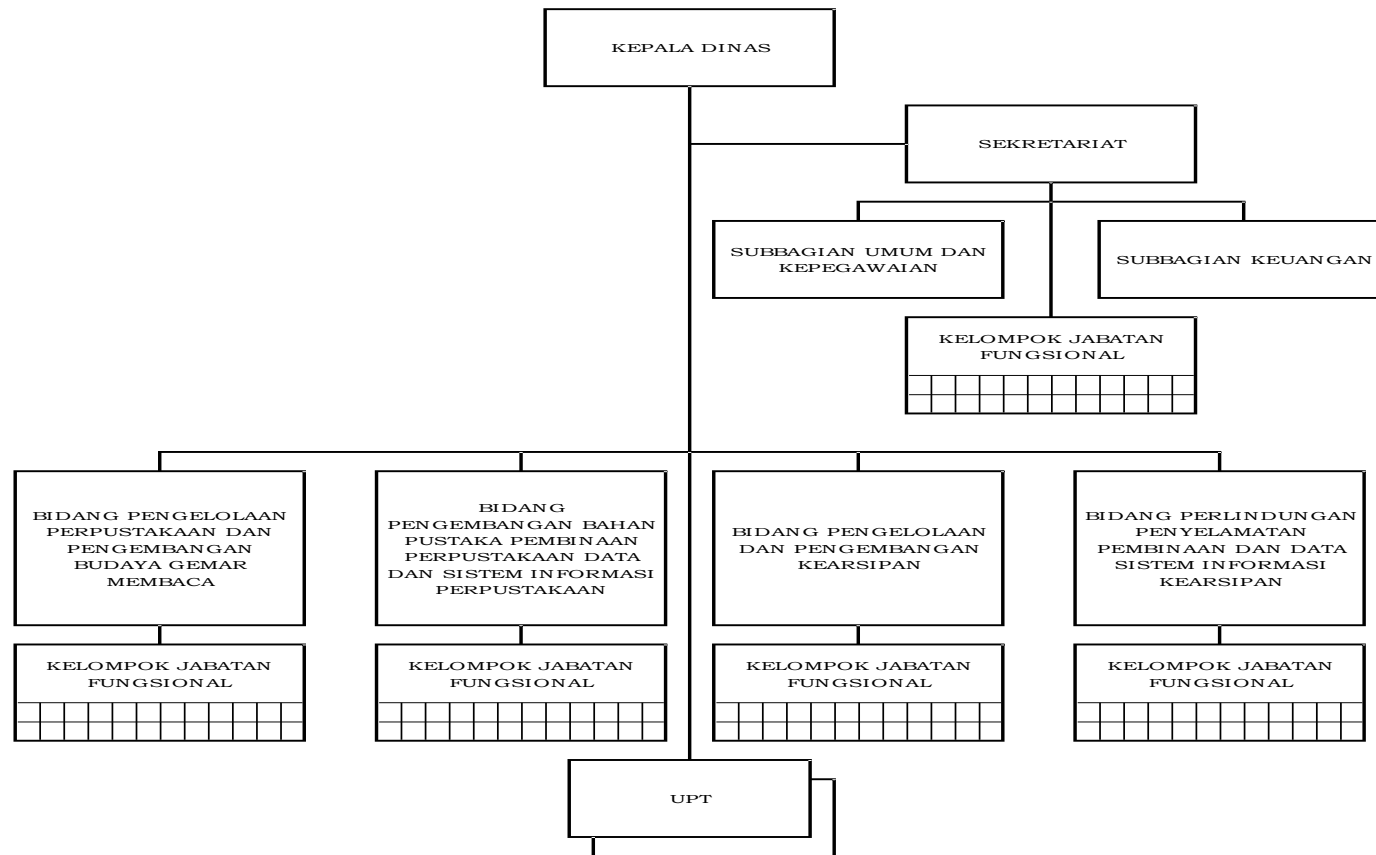 KEPALA DINAS
SEKRETARIAT
SUBBAGIAN UMUM DAN
KEPEGAWAIAN
SUBBAGIAN KEUANGAN
KELOMPOK JABATAN
FUNGSIONAL
BIDANG PENGELOLAAN
PERPUSTAKAAN DAN
PENGEMBANGAN
BUDAYA GEMAR
MEMBACA
BIDANG
PENGEMBANGAN BAHAN
PUSTAKA PEMBINAAN
PERPUSTAKAAN DATA
DAN SISTEM INFORMASI
PERPUSTAKAAN
BIDANG PENGELOLAAN
DAN PENGEMBANGAN
KEARSIPAN
BIDANG PERLINDUNGAN
PENYELAMATAN
PEMBINAAN DAN DATA
SISTEM INFORMASI
KEARSIPAN
KELOMPOK JABATAN
FUNGSIONAL
KELOMPOK JABATAN
FUNGSIONAL
KELOMPOK JABATAN
FUNGSIONAL
KELOMPOK JABATAN
FUNGSIONAL
UPT